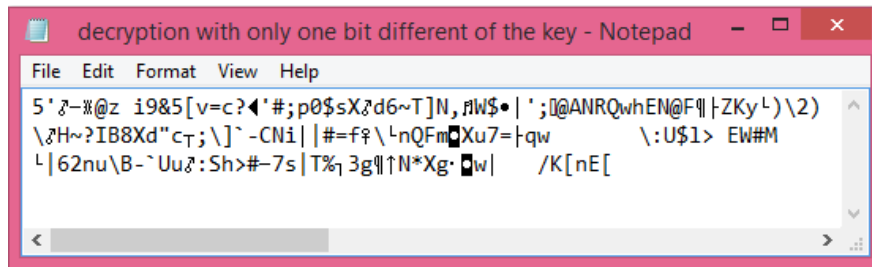 decryption with only one bit different of the key - Notepad
File Edit Format View Help
5'♪—※@z i9&5[v=c?◄'#;p0$sX♪d6~T]N,♬W$•|';▯@ANRQwhEN@F¶├ZKy└)\2)
\♪H~?IB8Xd"c┬;\]`-CNi||#=f♀\└nQFm◘Xu7=├qw \:U$l> EW#M
└|62nu\B-`Uu♪:Sh>#—7s|T%┐3g¶↑N*Xg·◘w| /K[nE[